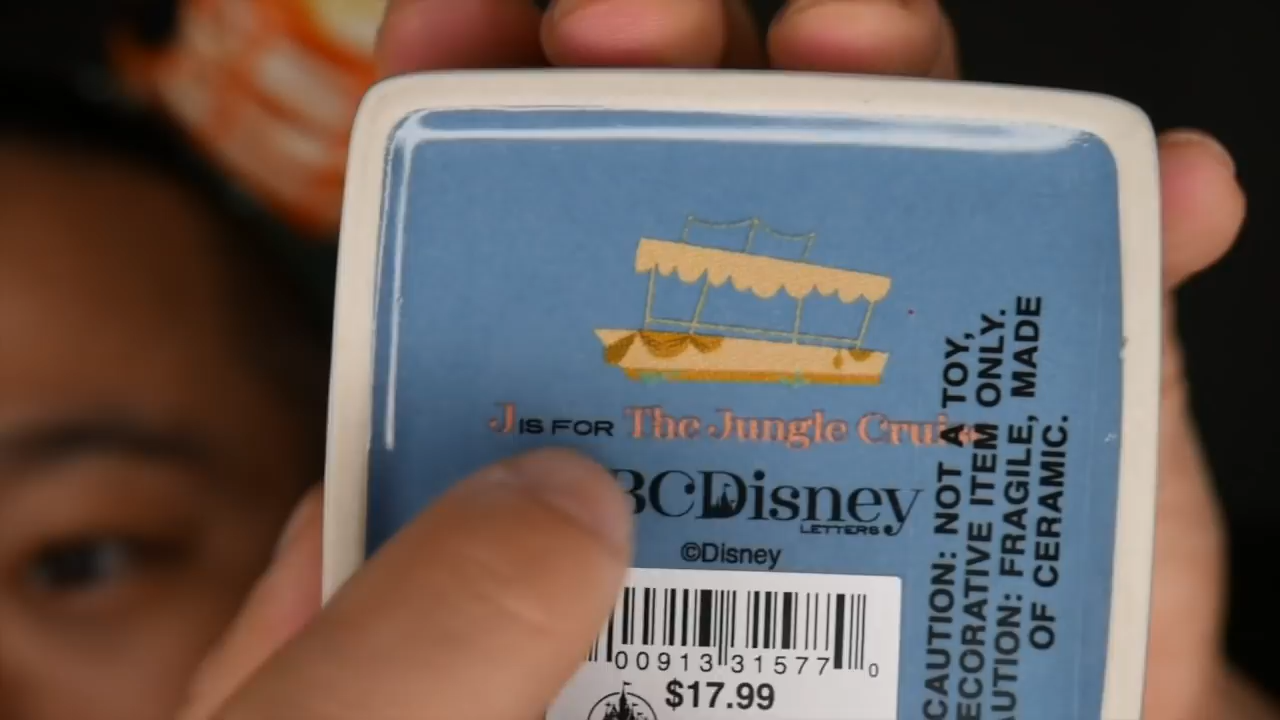 J IS FOR The Jungle Cruise
BCDisney
LETTERS
©Disney
00913 31577 0
$17.99
CAUTION: NOT A TOY,
ECORATIVE ITEM ONLY.
AUTION: FRAGILE, MADE
OF CERAMIC.